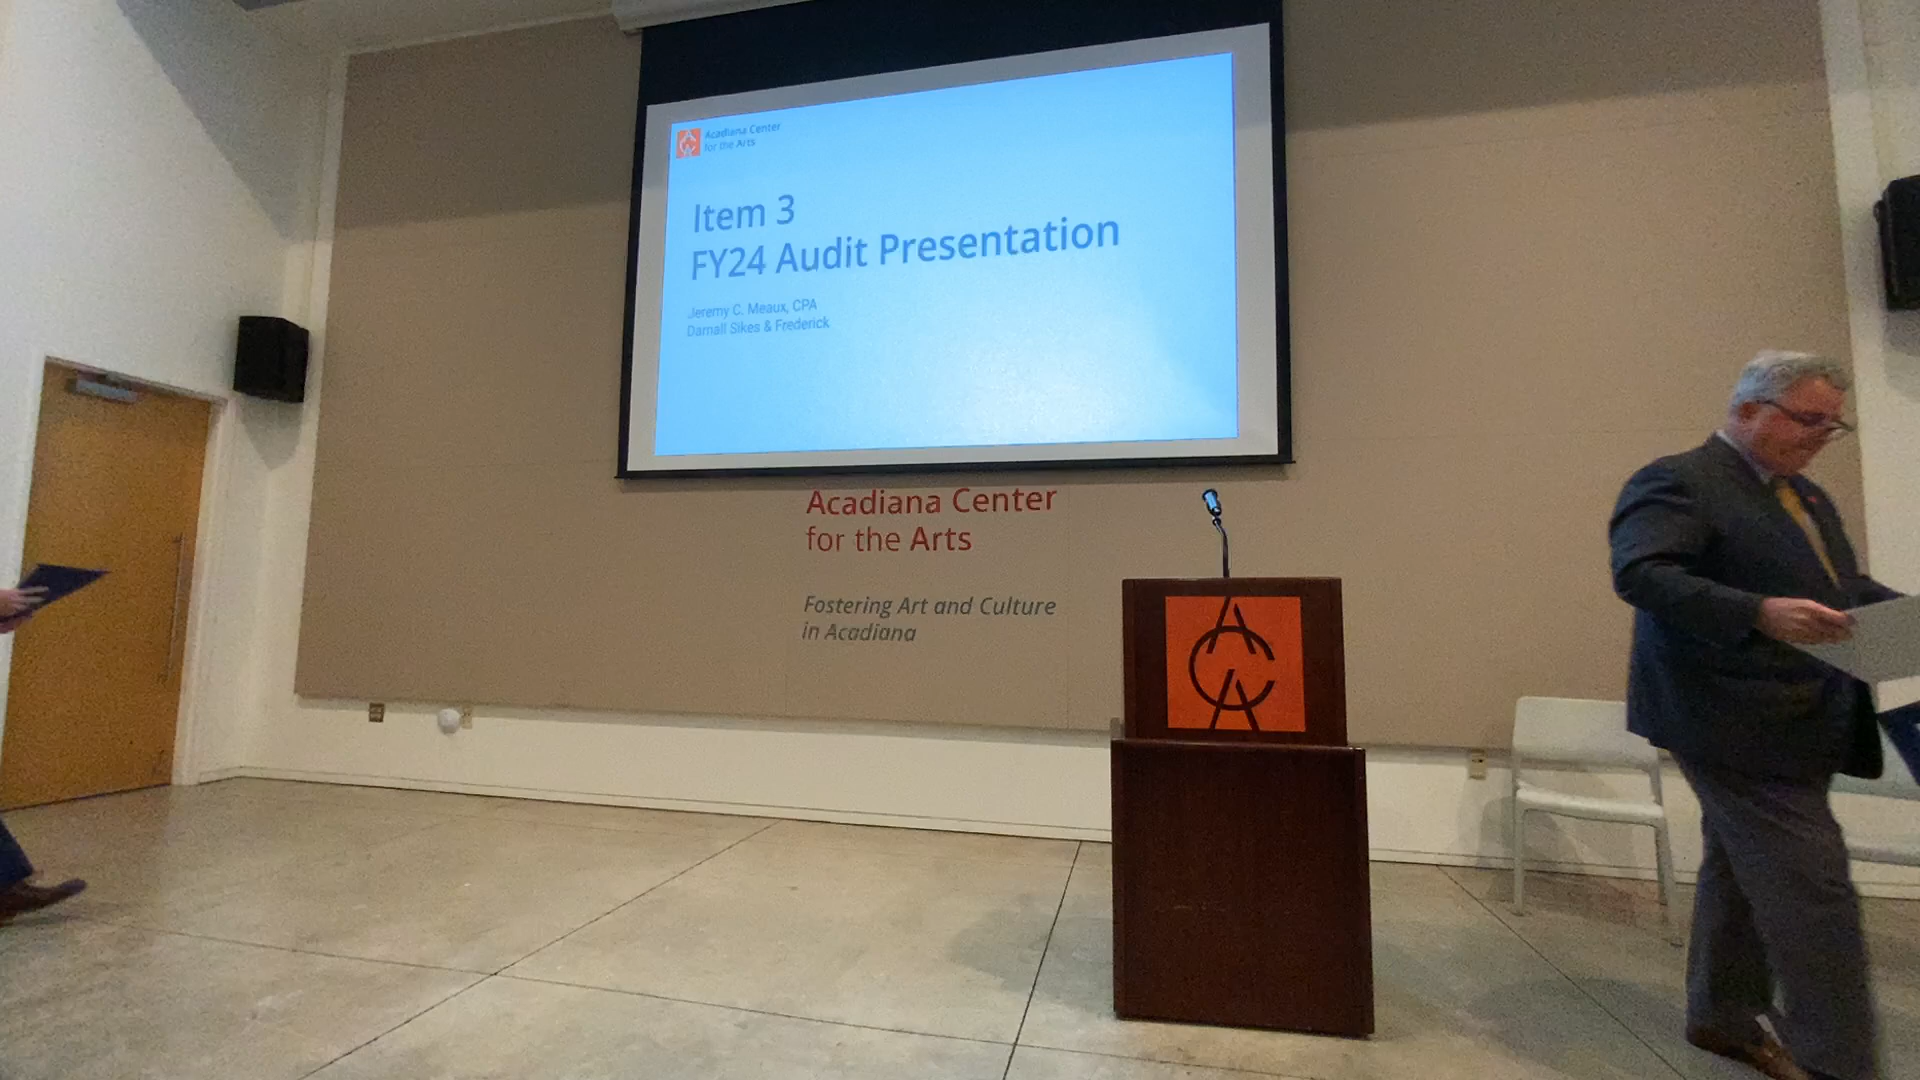 Acadiana Center
for the Arts
Item 3
FY24 Audit Presentation
Jeremy C. Meaux, CPA
Darnall Sikes & Frederick
Acadiana Center
for the Arts
Fostering Art and Culture
in Acadiana
ACA